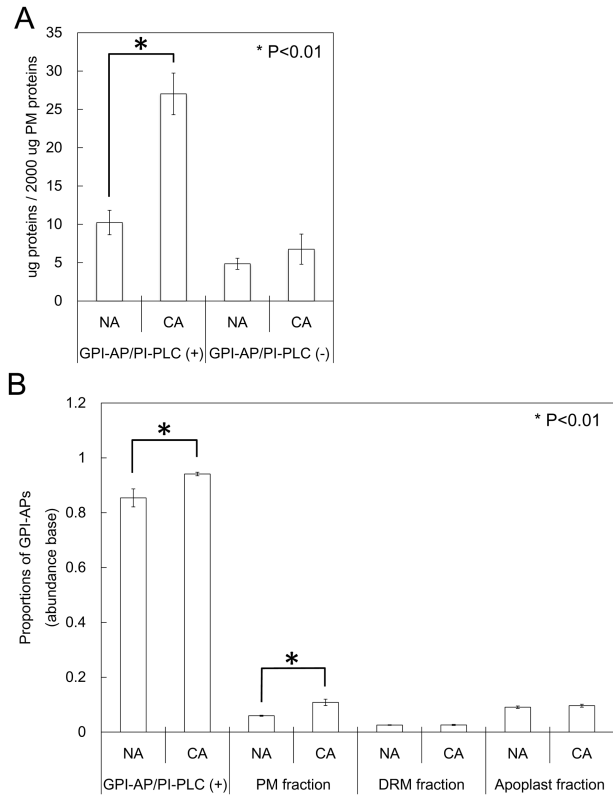 A
ug proteins / 2000 ug PM proteins
35
30
25
20
15
10
5
0
*
* P<0.01
NA CA NA CA
GPI-AP/PI-PLC (+) GPI-AP/PI-PLC (-)
B
Proportions of GPI-APs
(abundance base)
1.2
1
0.8
0.6
0.4
0.2
0
*
*
* P<0.01
NA CA NA CA NA CA NA CA
GPI-AP/PI-PLC (+) PM fraction DRM fraction Apoplast fraction